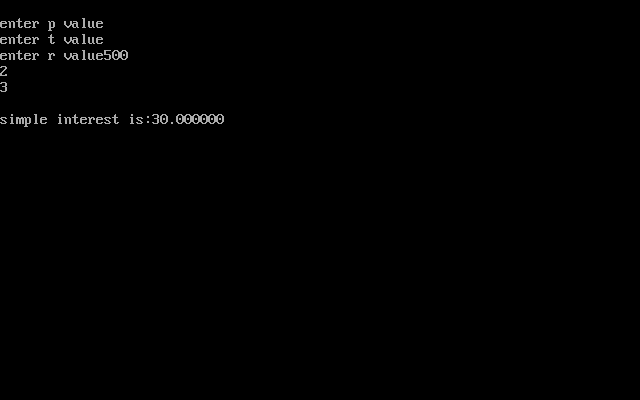 enter p value
enter t value
enter r value500
2
3
simple interest is:30.000000